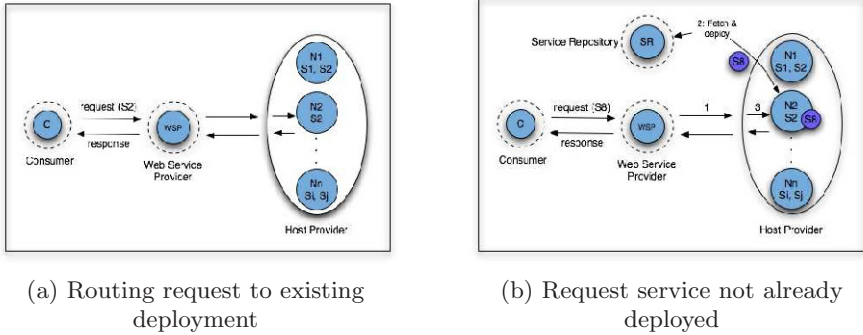 N1
S1, S2
request (S2)
N2
S2
C
WSP
response
Consumer
Web Service
Provider
Nn
Si, Sj
Host Provider
(a) Routing request to existing
deployment
2: Fetch &
deploy
SR
Service Repository
S8
N1
S1, S2
request (S8)
1
3
N2
S2
S8
C
WSP
response
Consumer
Web Service
Provider
Nn
Si, Sj
Host Provider
(b) Request service not already
deployed